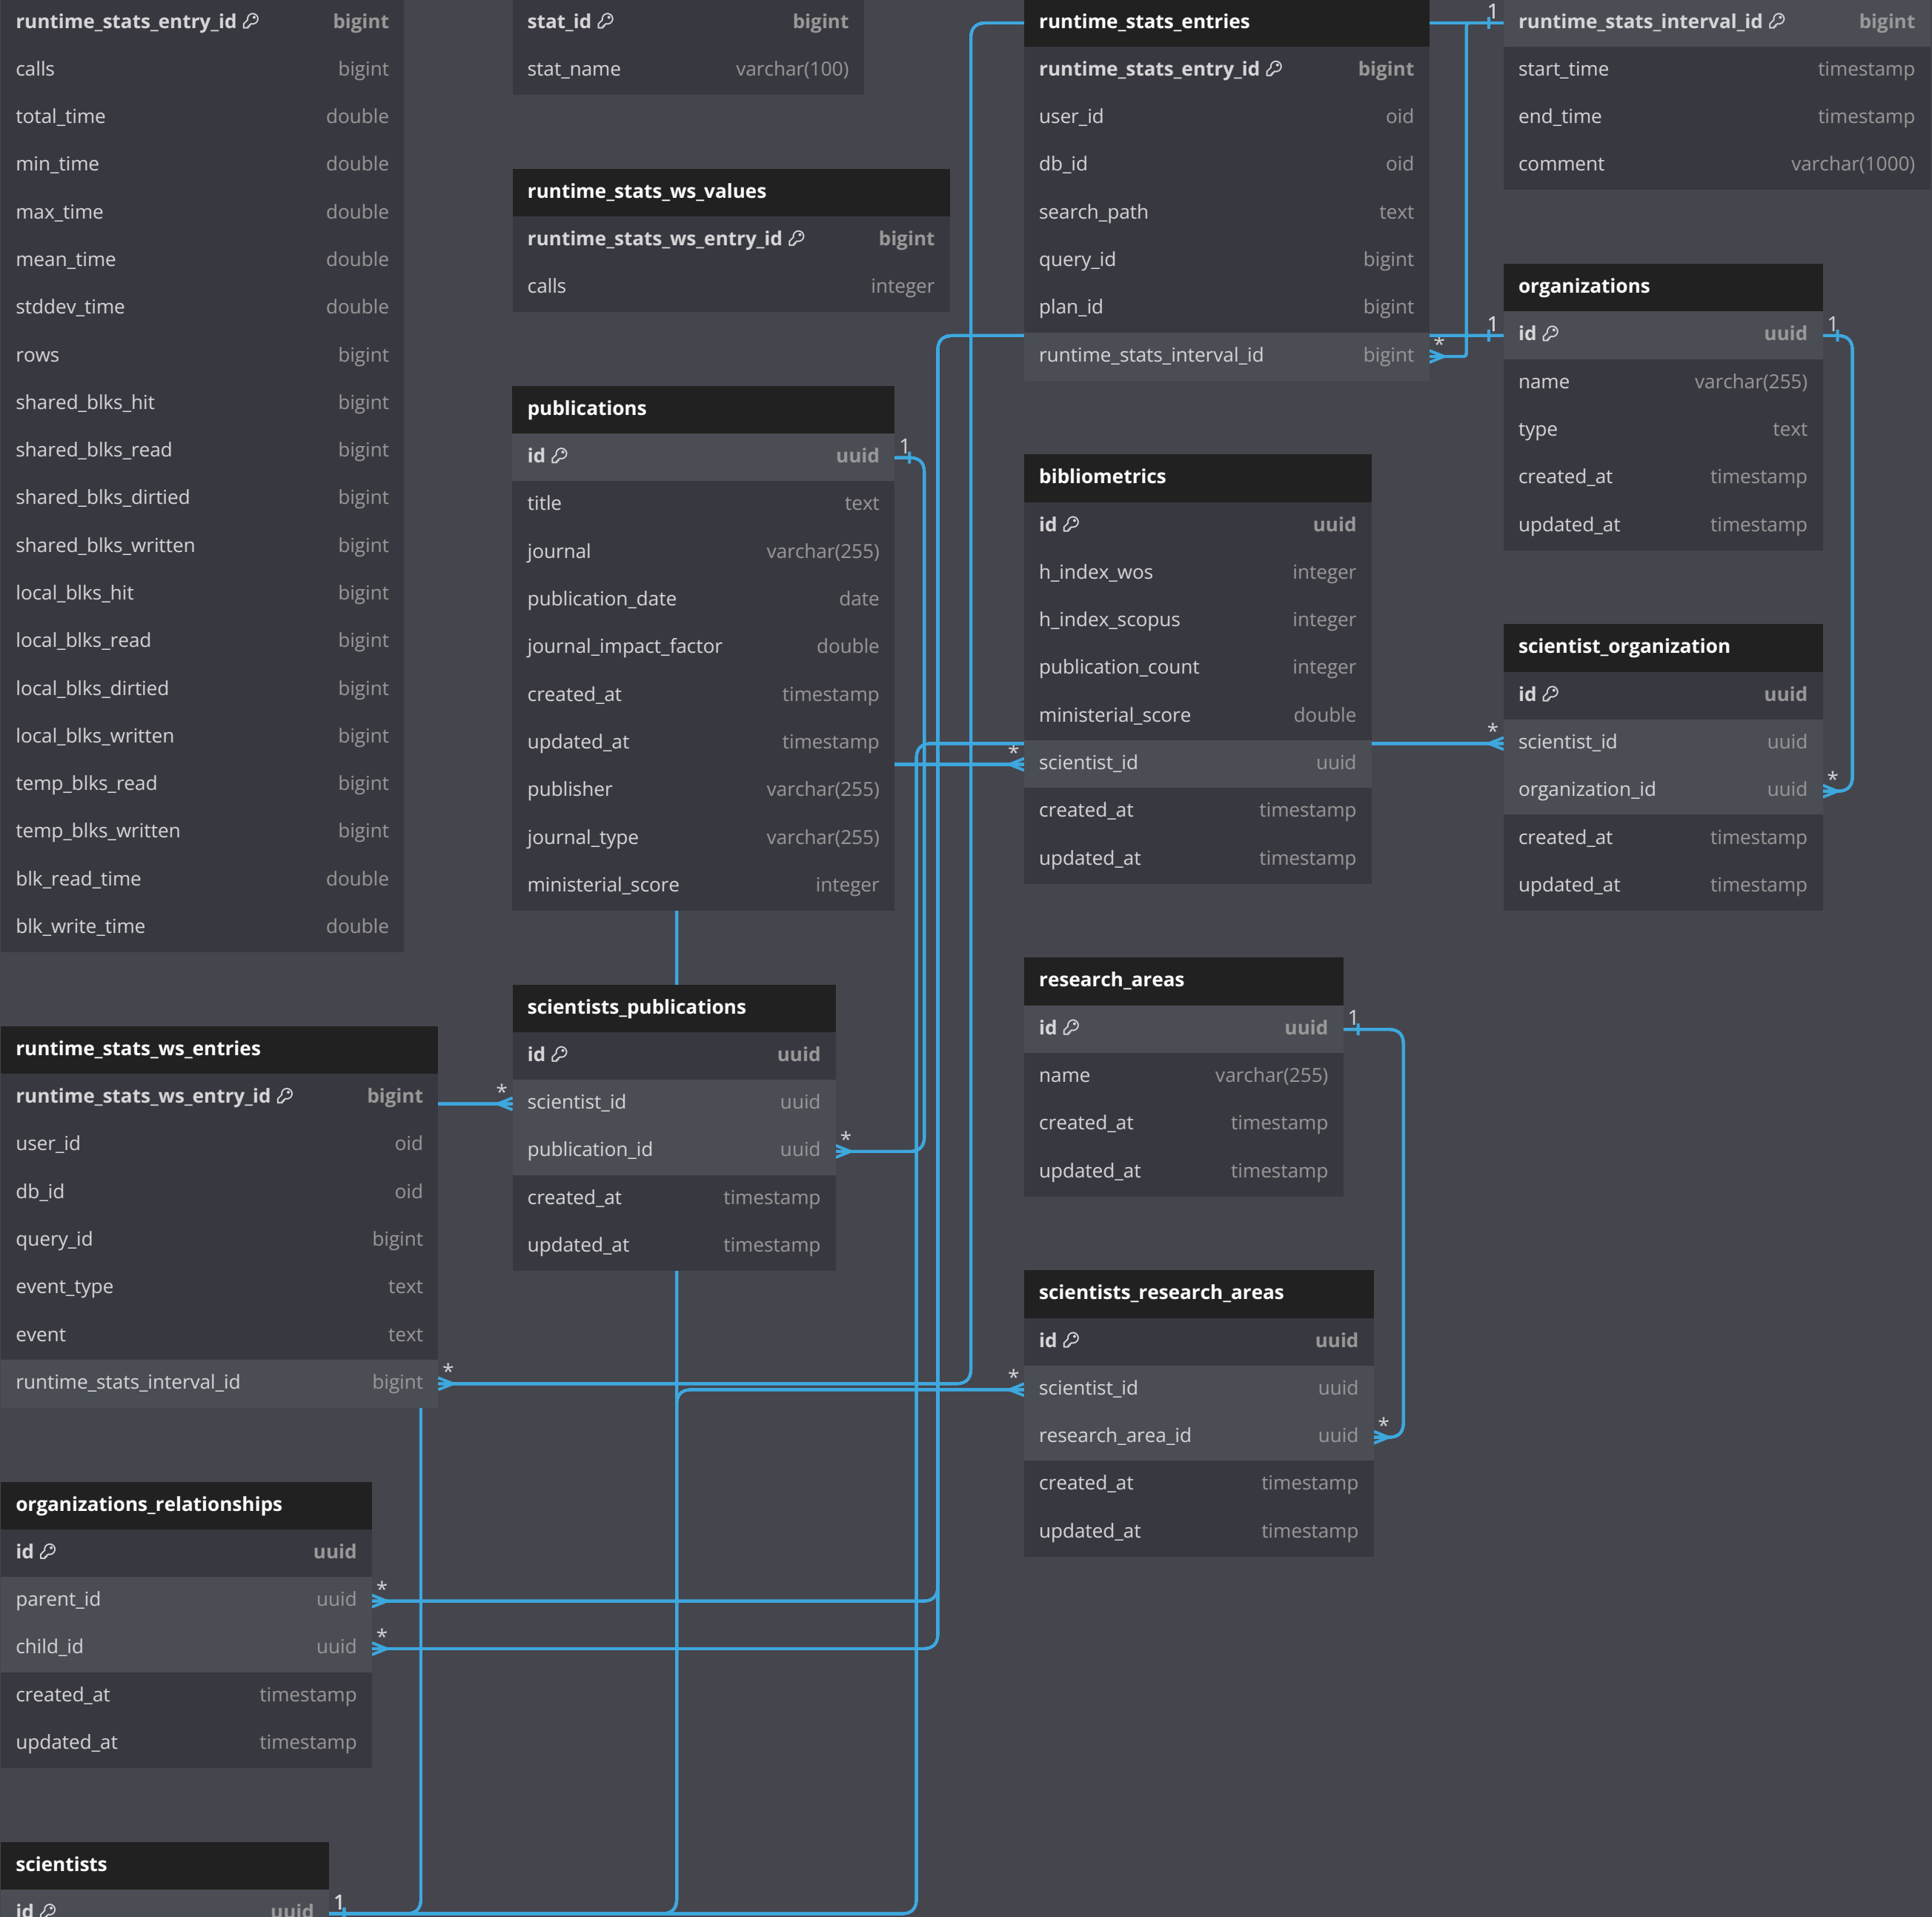 runtime_stats_entry_id bigint
calls bigint
total_time double
min_time double
max_time double
mean_time double
stddev_time double
rows bigint
shared_blks_hit bigint
shared_blks_read bigint
shared_blks_dirtied bigint
shared_blks_written bigint
local_blks_hit bigint
local_blks_read bigint
local_blks_dirtied bigint
local_blks_written bigint
temp_blks_read bigint
temp_blks_written bigint
blk_read_time double
blk_write_time double
runtime_stats_ws_entries
runtime_stats_ws_entry_id bigint
user_id oid
db_id oid
query_id bigint
event_type text
event text
runtime_stats_interval_id bigint
*
organizations_relationships
id uuid
parent_id uuid
*
child_id uuid
*
created_at timestamp
updated_at timestamp
scientists
id uuid
1
stat_id bigint
stat_name varchar(100)
runtime_stats_ws_values
runtime_stats_ws_entry_id bigint
calls integer
publications
id uuid
1
title text
journal varchar(255)
publication_date date
journal_impact_factor double
created_at timestamp
updated_at timestamp
publisher varchar(255)
journal_type varchar(255)
ministerial_score integer
scientists_publications
id uuid
*
scientist_id uuid
publication_id uuid
*
created_at timestamp
updated_at timestamp
runtime_stats_entries
runtime_stats_entry_id bigint
user_id oid
db_id oid
search_path text
query_id bigint
plan_id bigint
runtime_stats_interval_id bigint
*
bibliometrics
id uuid
h_index_wos integer
h_index_scopus integer
publication_count integer
ministerial_score double
*
scientist_id uuid
created_at timestamp
updated_at timestamp
research_areas
id uuid
1
name varchar(255)
created_at timestamp
updated_at timestamp
scientists_research_areas
id uuid
*
scientist_id uuid
research_area_id uuid
*
created_at timestamp
updated_at timestamp
1
runtime_stats_interval_id bigint
start_time timestamp
end_time timestamp
comment varchar(1000)
organizations
1
id uuid
1
name varchar(255)
type text
created_at timestamp
updated_at timestamp
scientist_organization
id uuid
*
scientist_id uuid
organization_id uuid
*
created_at timestamp
updated_at timestamp